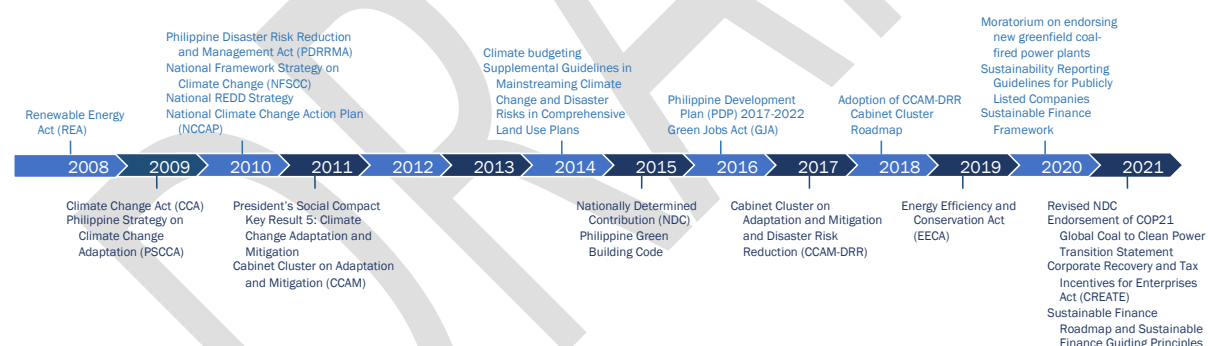 Moratorium on endorsing
new greenfield coal-
fired power plants
Sustainability Reporting
Guidelines for Publicly
Listed Companies
Sustainable Finance
Framework
Philippine Disaster Risk Reduction
and Management Act (PDRRMA)
National Framework Strategy on
Climate Change (NFSCC)
National REDD Strategy
National Climate Change Action Plan
(NCCAP)
Climate budgeting
Supplemental Guidelines in
Mainstreaming Climate
Change and Disaster
Risks in Comprehensive
Land Use Plans
Renewable Energy
Act (REA)
Philippine Development
Plan (PDP) 2017-2022
Green Jobs Act (GJA)
Adoption of CCAM-DRR
Cabinet Cluster
Roadmap
2008 2009 2010 2011 2012 2013 2014 2015 2016 2017 2018 2019 2020 2021
Climate Change Act (CCA)
Philippine Strategy on
Climate Change
Adaptation (PSCCA)
President's Social Compact
Key Result 5: Climate
Change Adaptation and
Mitigation
Cabinet Cluster on Adaptation
and Mitigation (CCAM)
Nationally Determined
Contribution (NDC)
Philippine Green
Building Code
Cabinet Cluster on
Adaptation and Mitigation
and Disaster Risk
Reduction (CCAM-DRR)
Energy Efficiency and
Conservation Act
(EECA)
Revised NDC
Endorsement of COP21
Global Coal to Clean Power
Transition Statement
Corporate Recovery and Tax
Incentives for Enterprises
Act (CREATE)
Sustainable Finance
Roadmap and Sustainable
Finance Guiding Principles